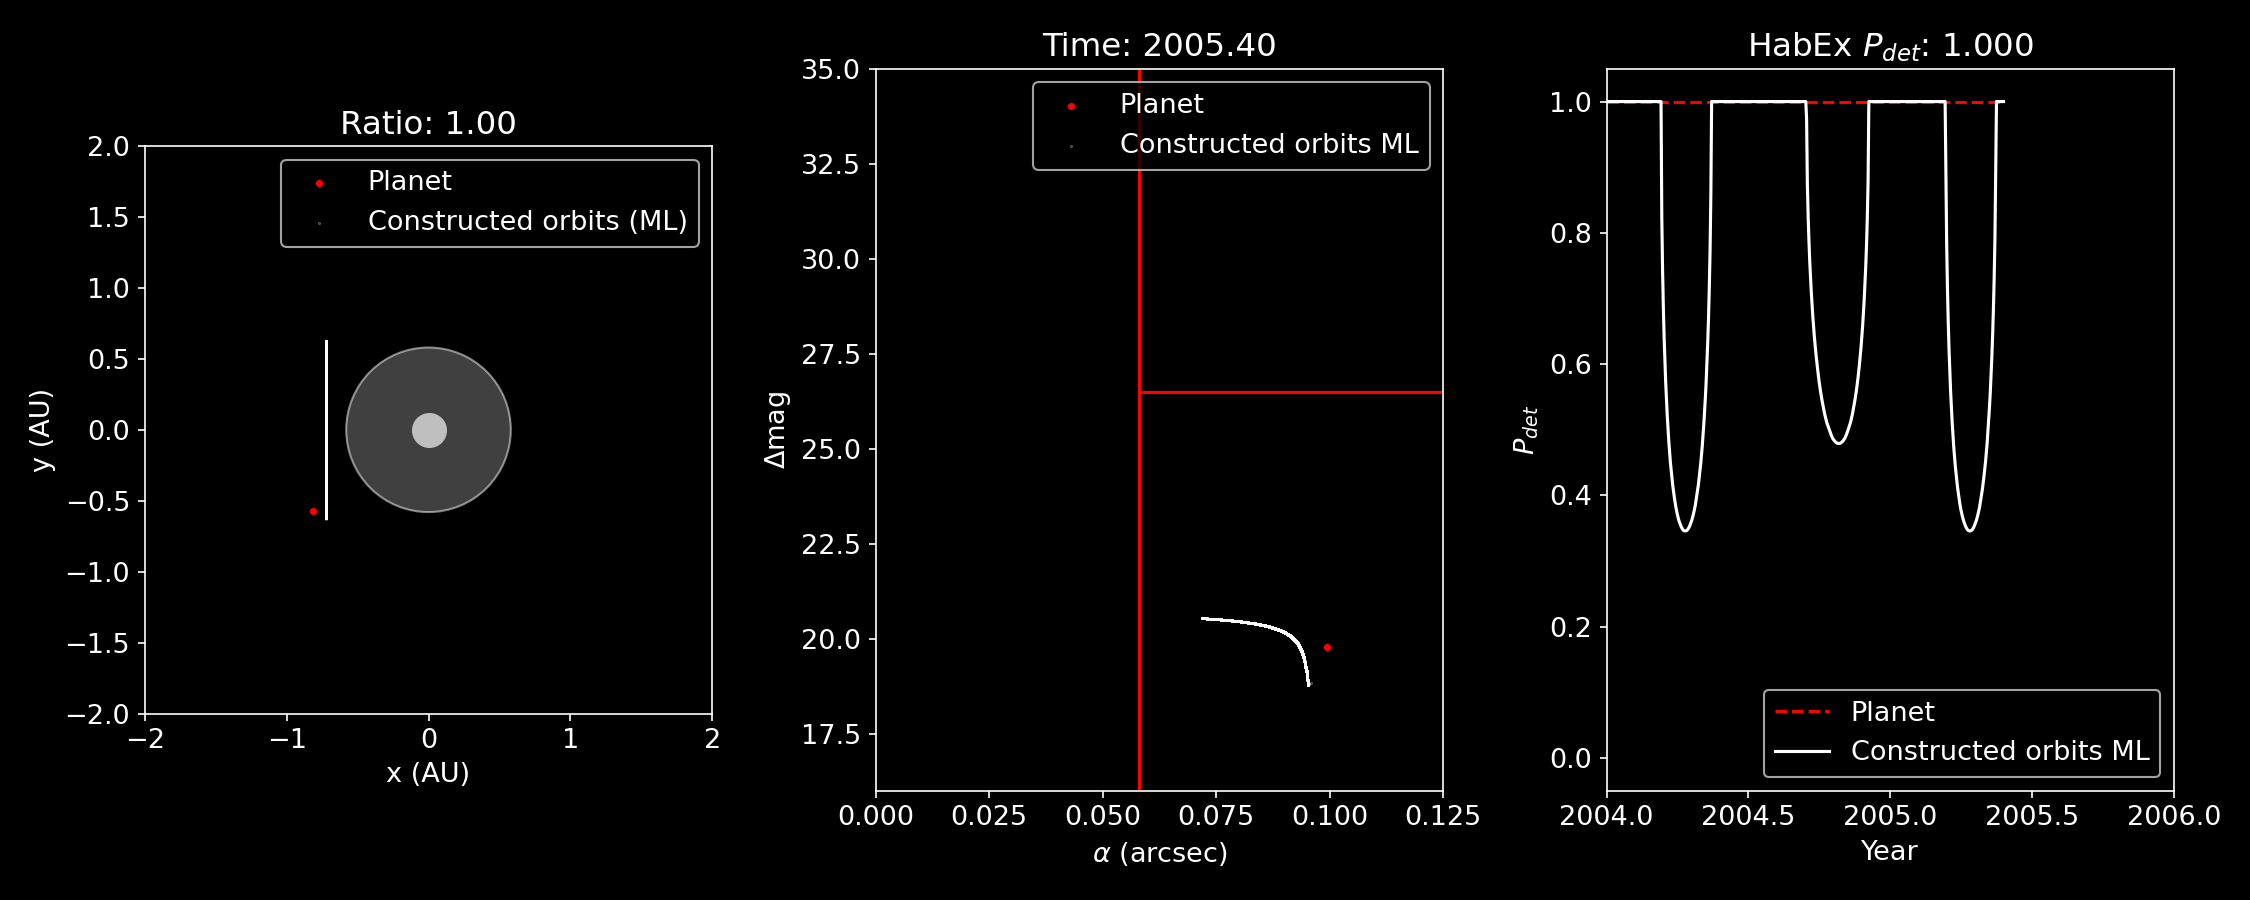 Ratio: 1.00
2.0
1.5
1.0
0.5
0.0
−0.5
−1.0
−1.5
−2.0
−2 −1 0 1 2
x (AU)
y (AU)
Planet
Constructed orbits (ML)
Time: 2005.40
35.0
32.5
30.0
27.5
25.0
22.5
20.0
17.5
0.000 0.025 0.050 0.075 0.100 0.125
α (arcsec)
Δmag
Planet
Constructed orbits ML
HabEx P_det: 1.000
1.0
0.8
0.6
0.4
0.2
0.0
2004.0 2004.5 2005.0 2005.5 2006.0
Year
P_det
Planet
Constructed orbits ML